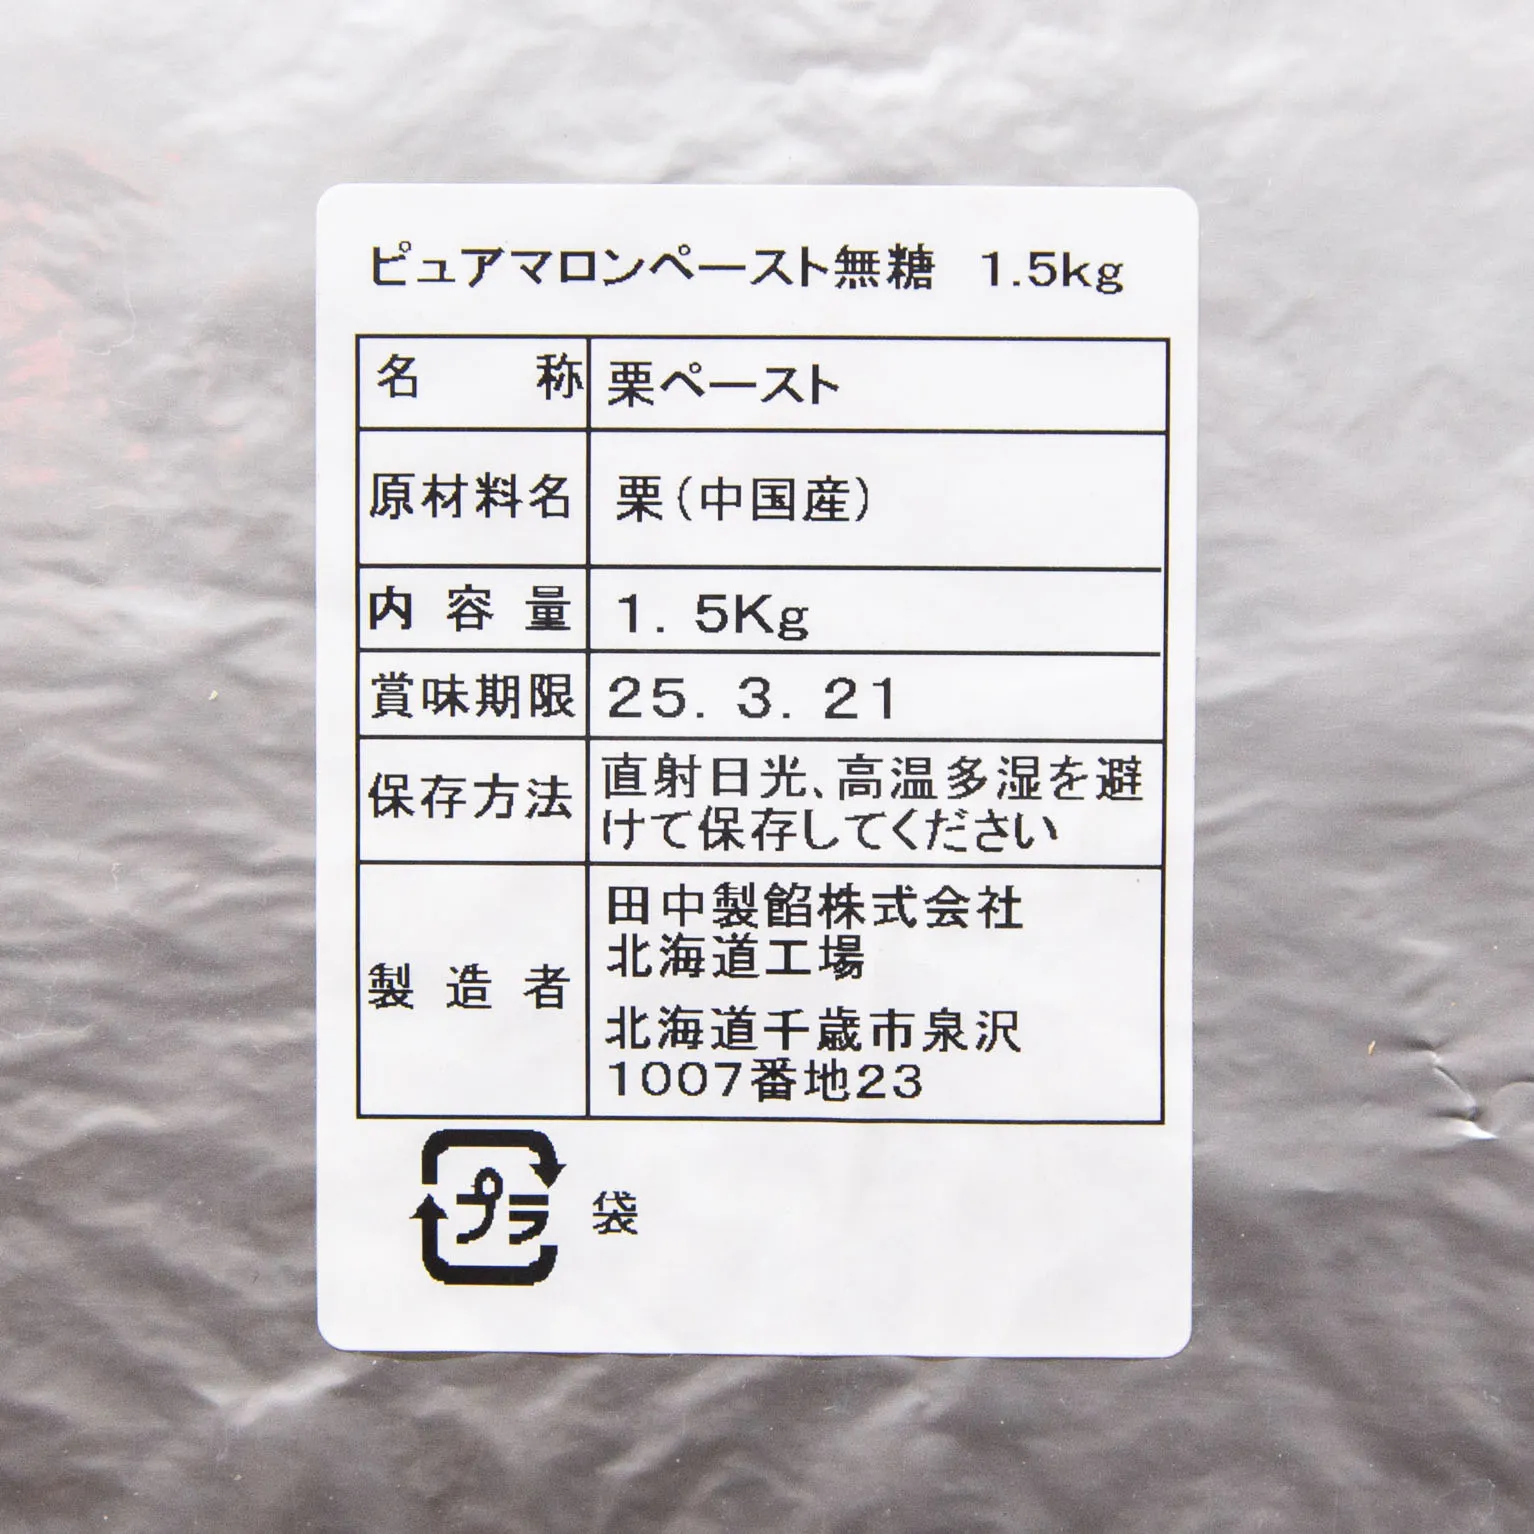 ピュアマロンペースト無糖 1.5kg
名 称 栗ペースト
原材料名 栗(中国産)
内 容 量 1. 5Kg
賞味期限 25. 3. 21
保存方法 直射日光、高温多湿を避
けて保存してください
製 造 者 田中製餡株式会社
北海道工場
北海道千歳市泉沢
1007番地23
プラ 袋